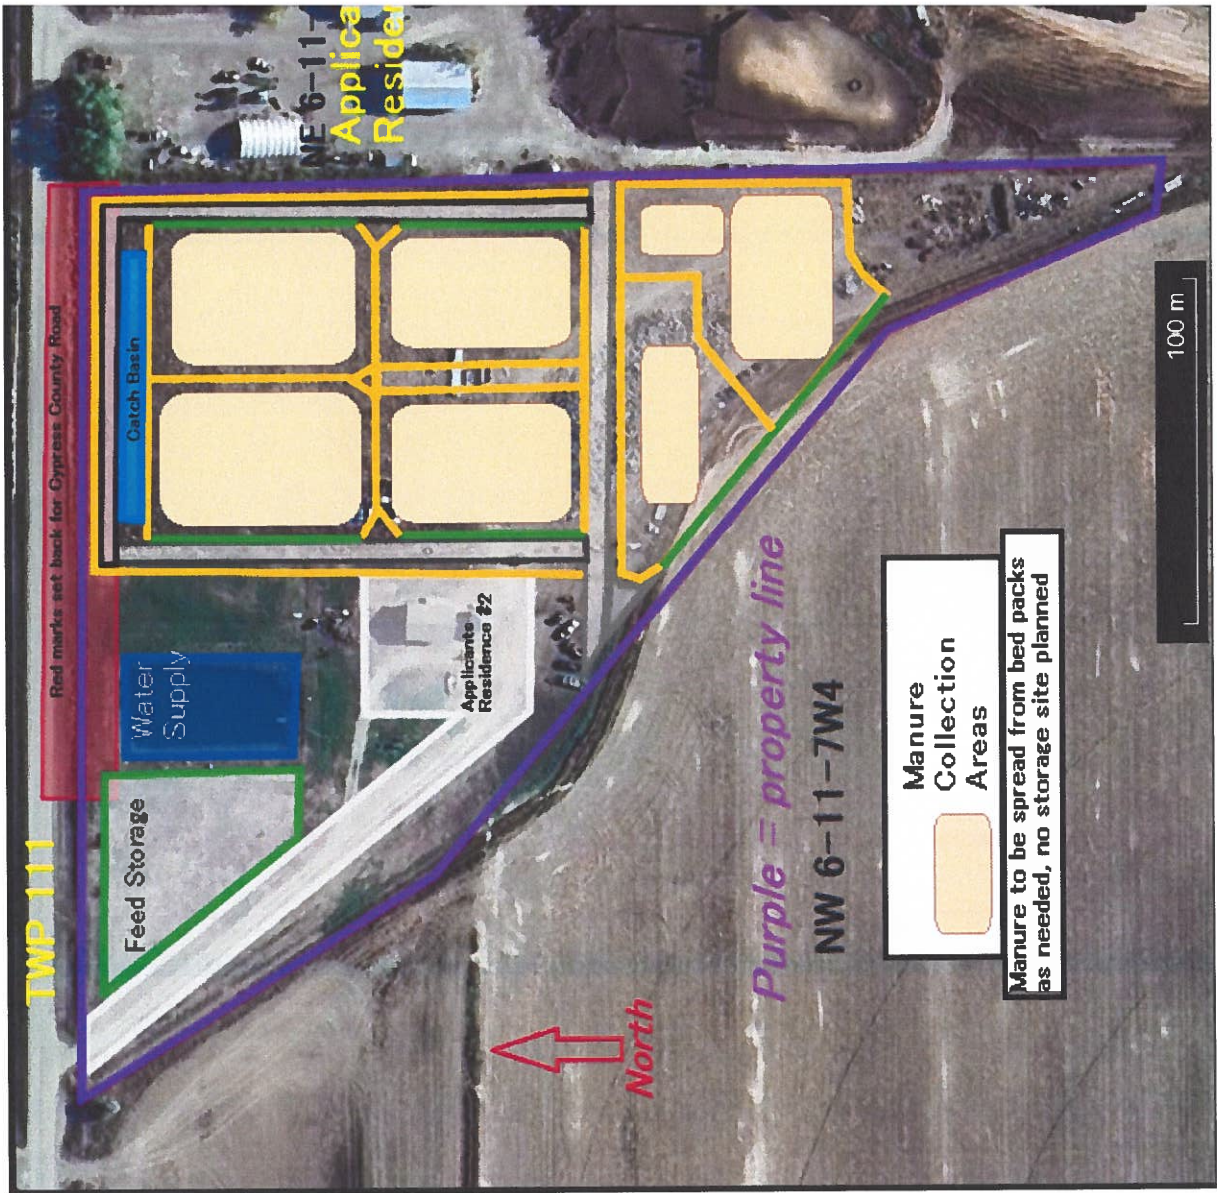 TWP 111
Red marks set back for Cypress County Road
NE 6-11-
Applica
Residen
Catch Basin
Water
Supply
Feed Storage
Applicants
Residence #2
Purple = property line
NW 6-11-7W4
North
Manure
Collection
Areas
Manure to be spread from bed packs
as needed, no storage site planned
100 m